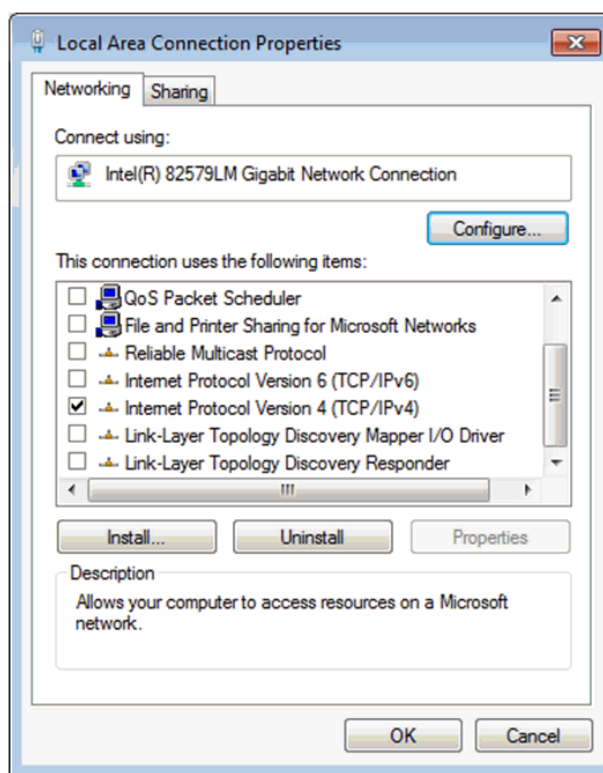 Local Area Connection Properties
Networking
Sharing
Connect using:
Intel(R) 82579LM Gigabit Network Connection
Configure...
This connection uses the following items:
QoS Packet Scheduler
File and Printer Sharing for Microsoft Networks
Reliable Multicast Protocol
Internet Protocol Version 6 (TCP/IPv6)
Internet Protocol Version 4 (TCP/IPv4)
Link-Layer Topology Discovery Mapper I/O Driver
Link-Layer Topology Discovery Responder
Install...
Uninstall
Properties
Description
Allows your computer to access resources on a Microsoft
network.
OK
Cancel